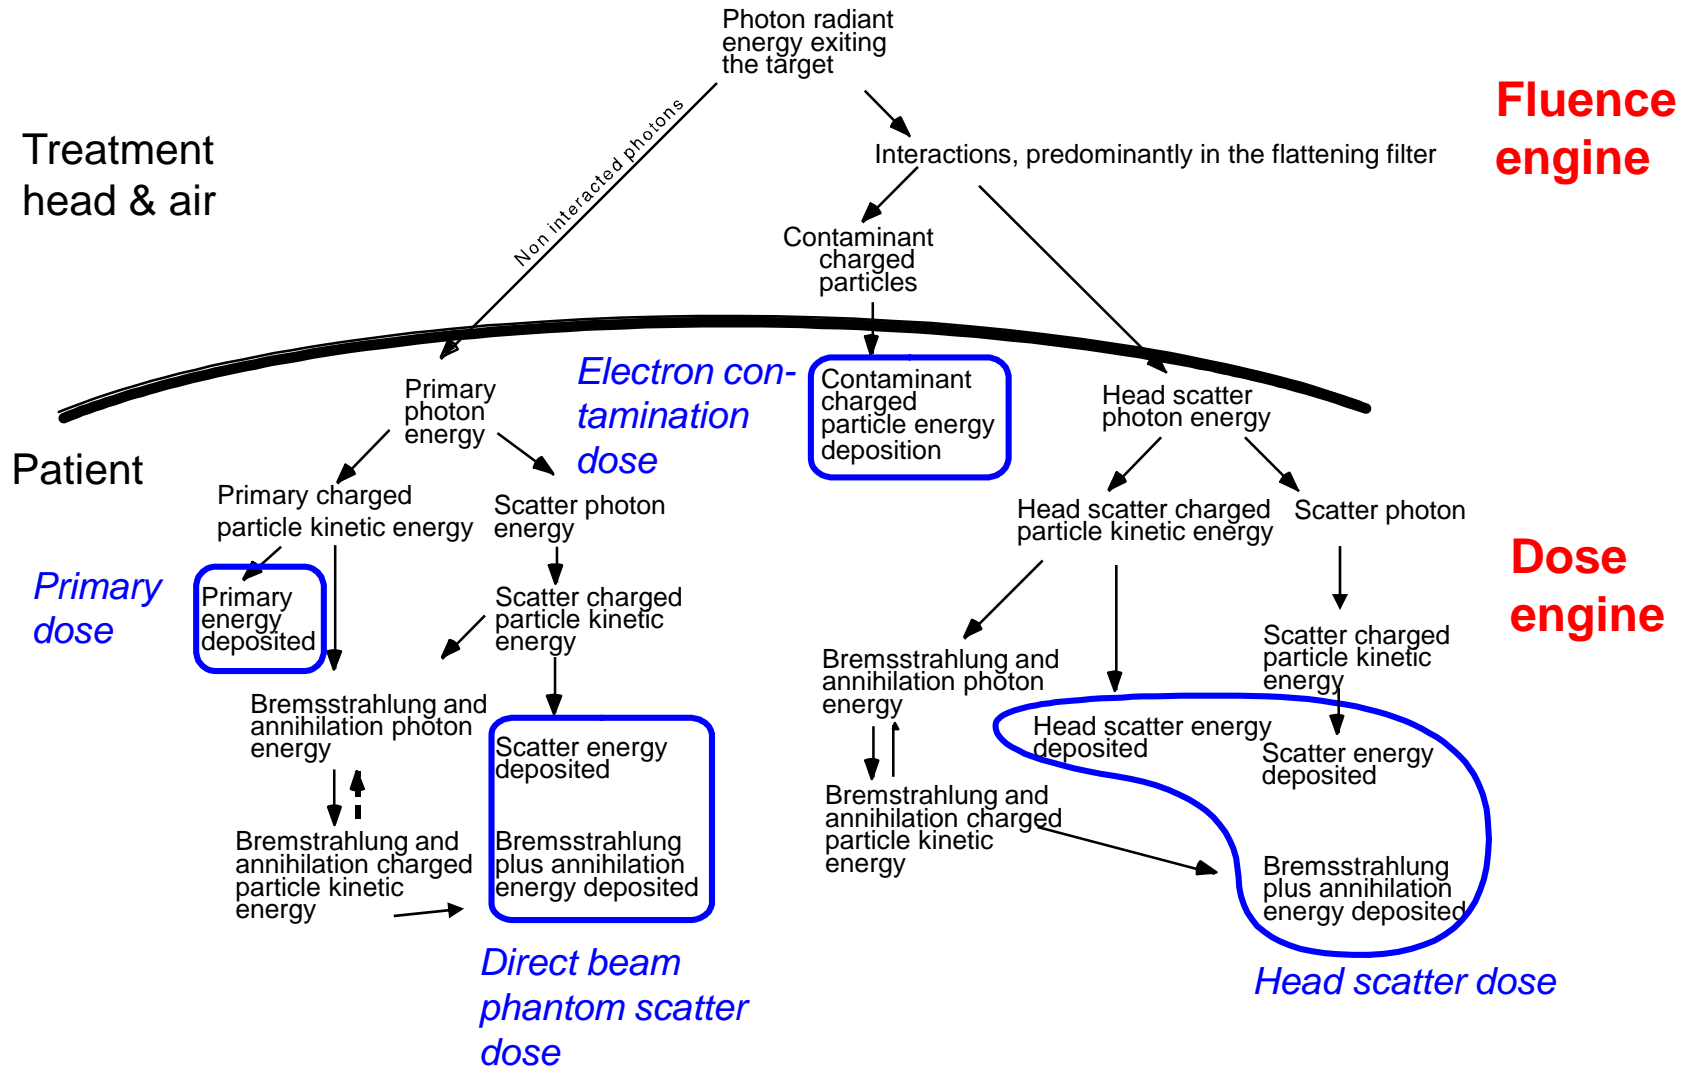 Photon radiant
energy exiting
the target
Fluence
engine
Treatment
head & air
Non interacted photons
Interactions, predominantly in the flattening filter
Contaminant
charged
particles
Electron con-
tamination
dose
Contaminant
charged
particle energy
deposition
Primary
photon
energy
Head scatter
photon energy
Patient
Primary charged
particle kinetic energy
Scatter photon
energy
Head scatter charged
particle kinetic energy
Scatter photon
Dose
engine
Primary
dose
Primary
energy
deposited
Scatter charged
particle kinetic
energy
Scatter charged
particle kinetic
energy
Bremsstrahlung and
annihilation photon
energy
Bremsstrahlung and
annihilation photon
energy
Scatter energy
deposited
Head scatter energy
deposited
Scatter energy
deposited
Bremstrahlung and
annihilation charged
particle kinetic
energy
Bremsstrahlung
plus annihilation
energy deposited
Bremstrahlung and
annihilation charged
particle kinetic
energy
Bremsstrahlung
plus annihilation
energy deposited
Direct beam
phantom scatter
dose
Head scatter dose